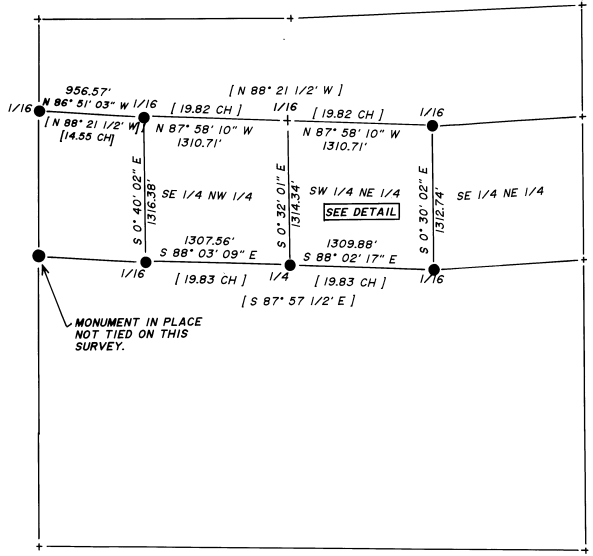 956.57'
[ N 88° 21 1/2' W ]
1/16 N 86° 51' 03" W 1/16
[ 19.82 CH ]
1/16
[ 19.82 CH ]
1/16
[ N 88° 21 1/2' W ]
[14.55 CH]
N 87° 58' 10" W
1310.71'
N 87° 58' 10" W
1310.71'
S 0° 40' 02" E
1316.38'
SE 1/4 NW 1/4
S 0° 32' 01" E
1314.34'
SW 1/4 NE 1/4
SEE DETAIL
S 0° 30' 02" E
1312.74'
SE 1/4 NE 1/4
1307.56'
S 88° 03' 09" E
1309.88'
S 88° 02' 17" E
1/16
[ 19.83 CH ]
1/4
[ 19.83 CH ]
1/16
[ S 87° 57 1/2' E ]
MONUMENT IN PLACE
NOT TIED ON THIS
SURVEY.